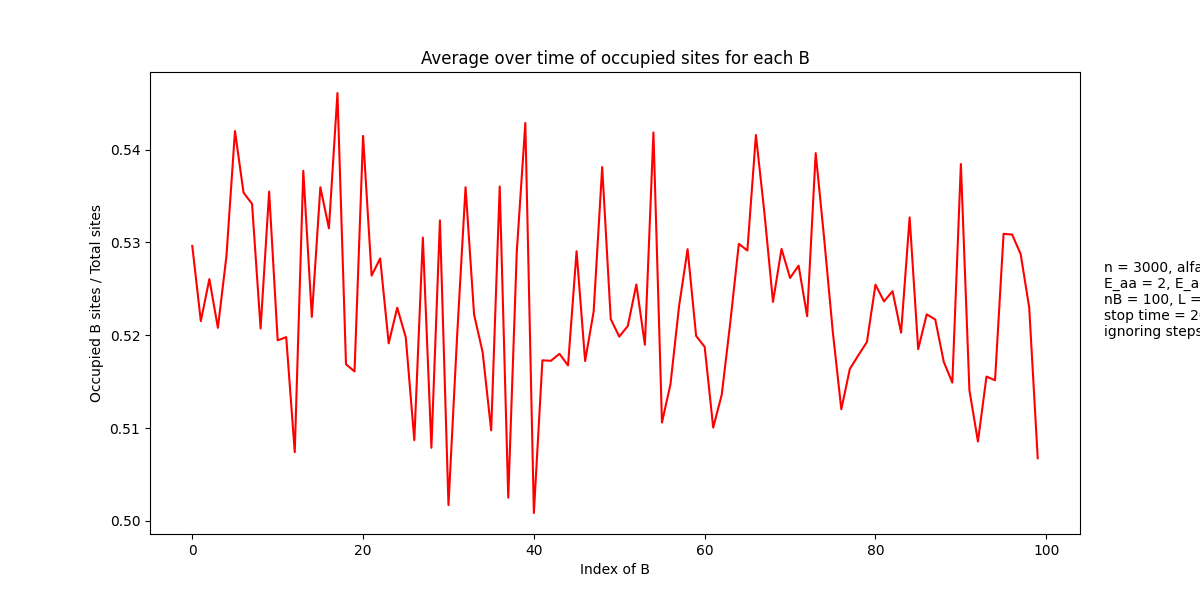 Average over time of occupied sites for each B
Occupied B sites / Total sites
0.54
0.53
0.52
0.51
0.50
0 20 40 60 80 100
Index of B
n = 3000, alfa
E_aa = 2, E_a
nB = 100, L =
stop time = 2
ignoring steps